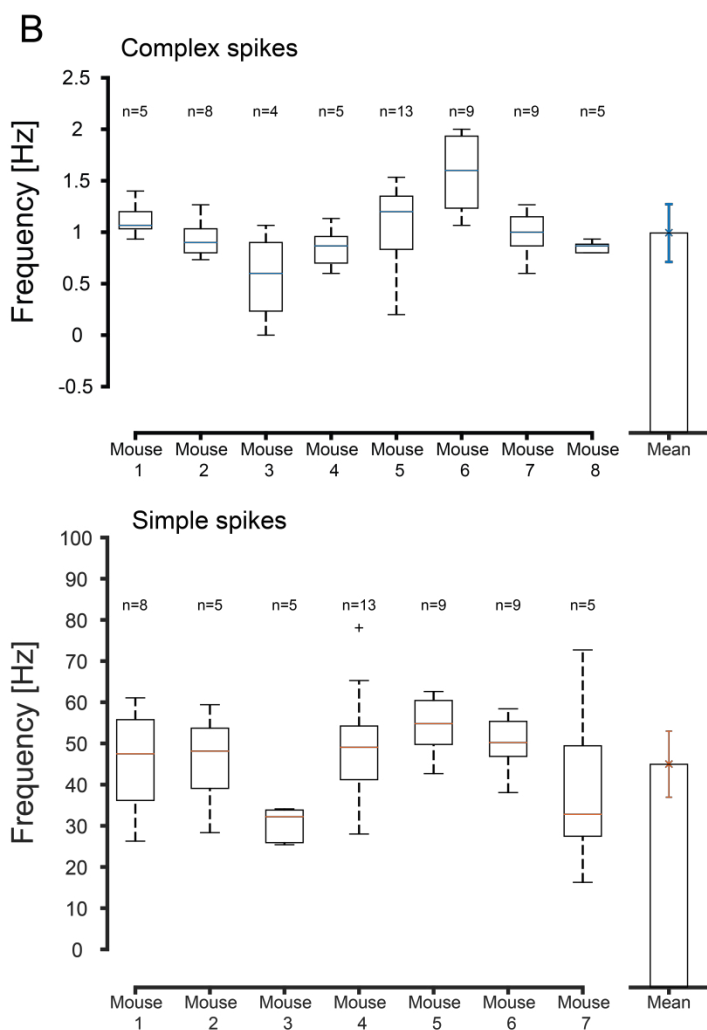 B
Complex spikes
Frequency [Hz]
2.5
2
1.5
1
0.5
0
-0.5
n=5 n=8 n=4 n=5 n=13 n=9 n=9 n=5
Mouse Mouse Mouse Mouse Mouse Mouse Mouse Mouse Mean
1 2 3 4 5 6 7 8
Simple spikes
Frequency [Hz]
100
90
80
70
60
50
40
30
20
10
0
n=8 n=5 n=5 n=13 n=9 n=9 n=5
Mouse Mouse Mouse Mouse Mouse Mouse Mouse Mean
1 2 3 4 5 6 7